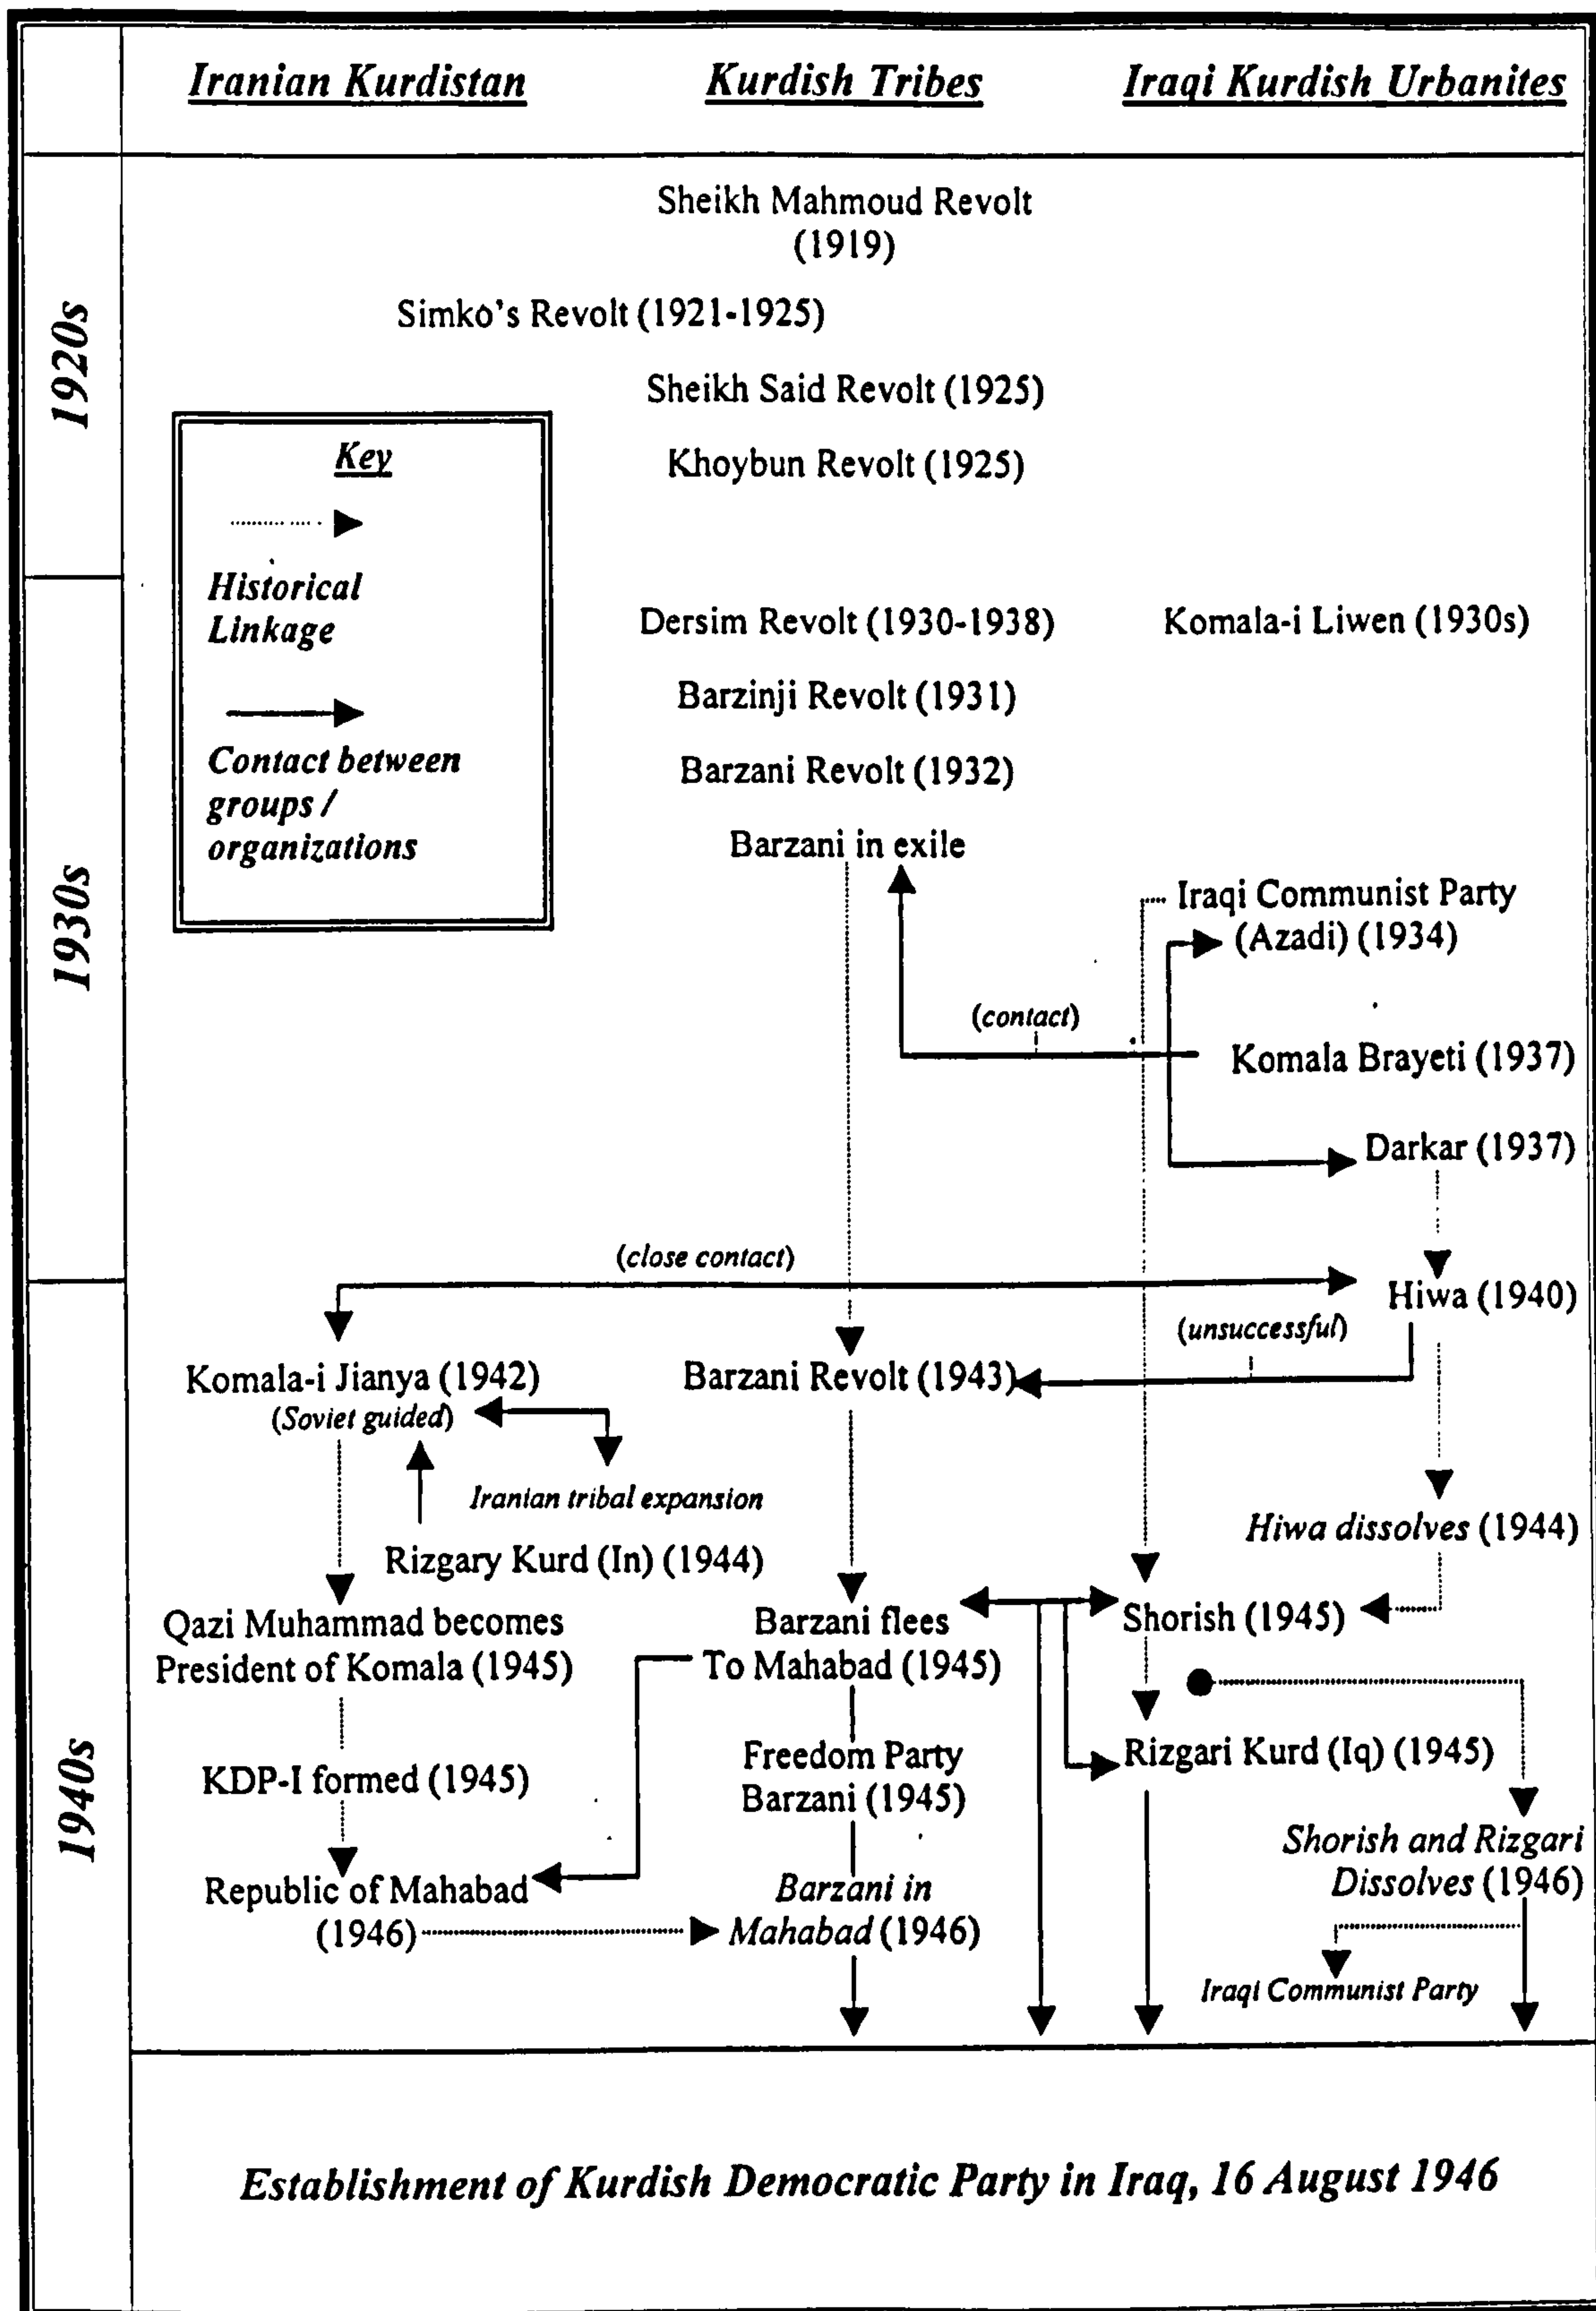 Iranian Kurdistan
Kurdish Tribes
Iraqi Kurdish Urbanites
1920s
Sheikh Mahmoud Revolt
(1919)
Simko's Revolt (1921-1925)
Sheikh Said Revolt (1925)
Khoybun Revolt (1925)
Key
Historical
Linkage
Contact between
groups /
organizations
1930s
Dersim Revolt (1930-1938)
Komala-i Liwen (1930s)
Barzinji Revolt (1931)
Barzani Revolt (1932)
Barzani in exile
Iraqi Communist Party
(Azadi) (1934)
(contact)
Komala Brayeti (1937)
Darkar (1937)
1940s
(close contact)
Hiwa (1940)
(unsuccessful)
Komala-i Jianya (1942)
(Soviet guided)
Barzani Revolt (1943)
Iranian tribal expansion
Hiwa dissolves (1944)
Rizgary Kurd (In) (1944)
Qazi Muhammad becomes
President of Komala (1945)
Barzani flees
To Mahabad (1945)
Shorish (1945)
KDP-I formed (1945)
Freedom Party
Barzani (1945)
Rizgari Kurd (Iq) (1945)
Shorish and Rizgari
Dissolves (1946)
Republic of Mahabad
(1946)
Barzani in
Mahabad (1946)
Iraqi Communist Party
Establishment of Kurdish Democratic Party in Iraq, 16 August 1946